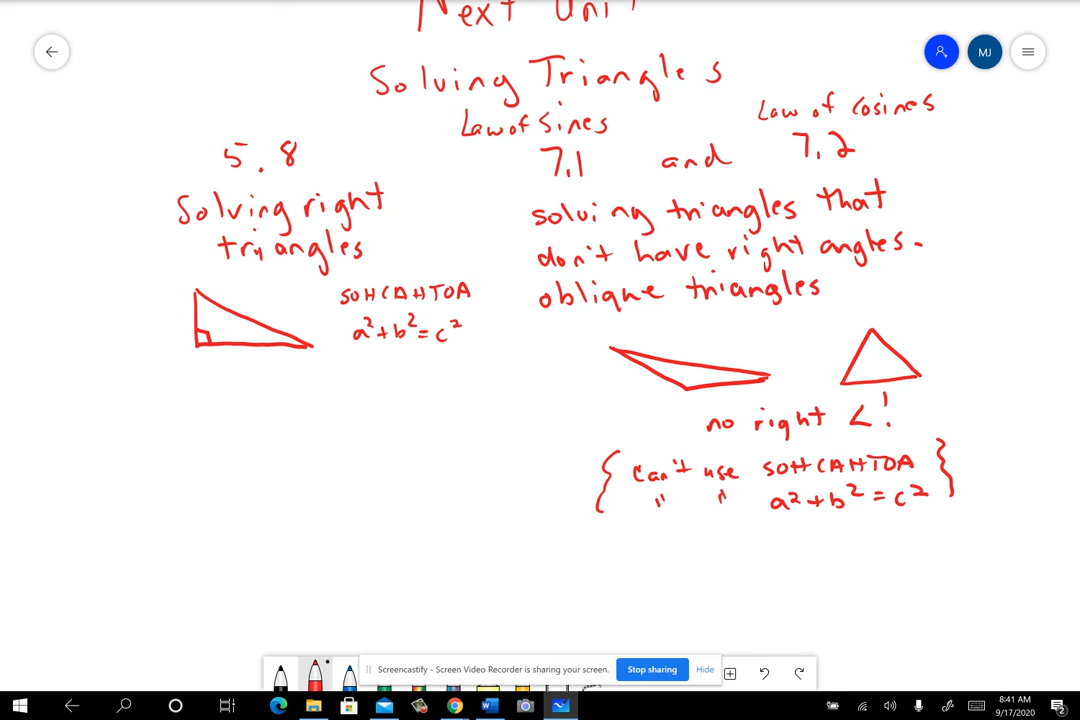 Next Unit
MJ
Solving Triangles
Law of Sines
Law of Cosines
5.8
7.1 and 7.2
Solving right
triangles
solving triangles that
don't have right angles.
oblique triangles
SOHCAHTOA
a²+b²=c²
no right <!
{ Can't use SOHCAHTOA }
" " a²+b²=c²
Screencastify - Screen Video Recorder is sharing your screen.
Stop sharing
Hide
8:41 AM
9/17/2020
2